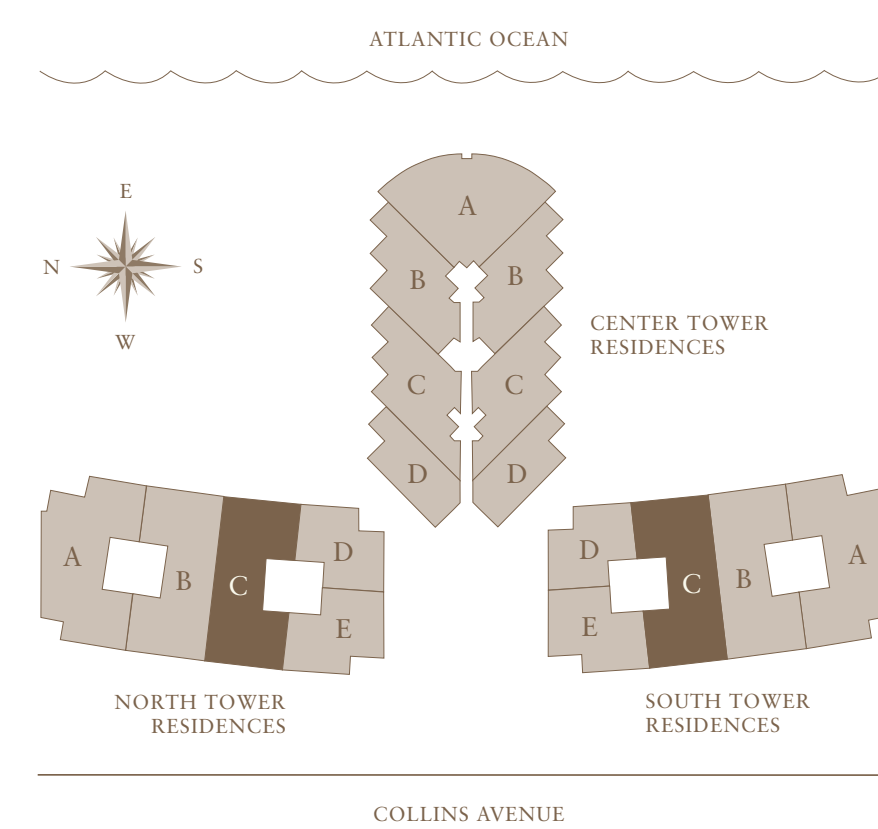 ATLANTIC OCEAN
E
N
S
W
A
B
B
CENTER TOWER
RESIDENCES
C
C
D
D
A
B
C
D
E
D
E
C
B
A
NORTH TOWER
RESIDENCES
SOUTH TOWER
RESIDENCES
COLLINS AVENUE